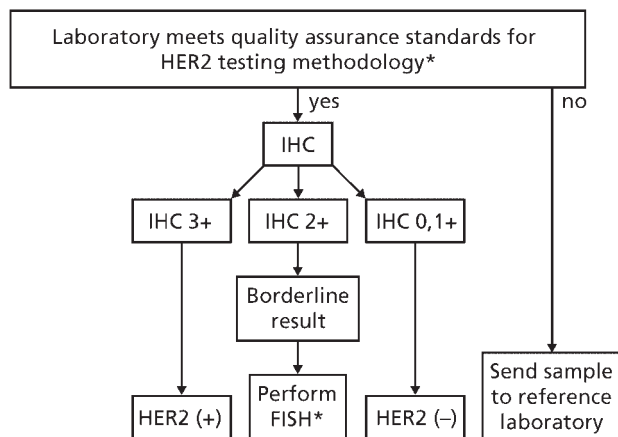 Laboratory meets quality assurance standards for
HER2 testing methodology*
yes
no
IHC
IHC 3+
IHC 2+
IHC 0,1+
Borderline
result
Perform
FISH*
Send sample
to reference
laboratory
HER2 (+)
HER2 (–)